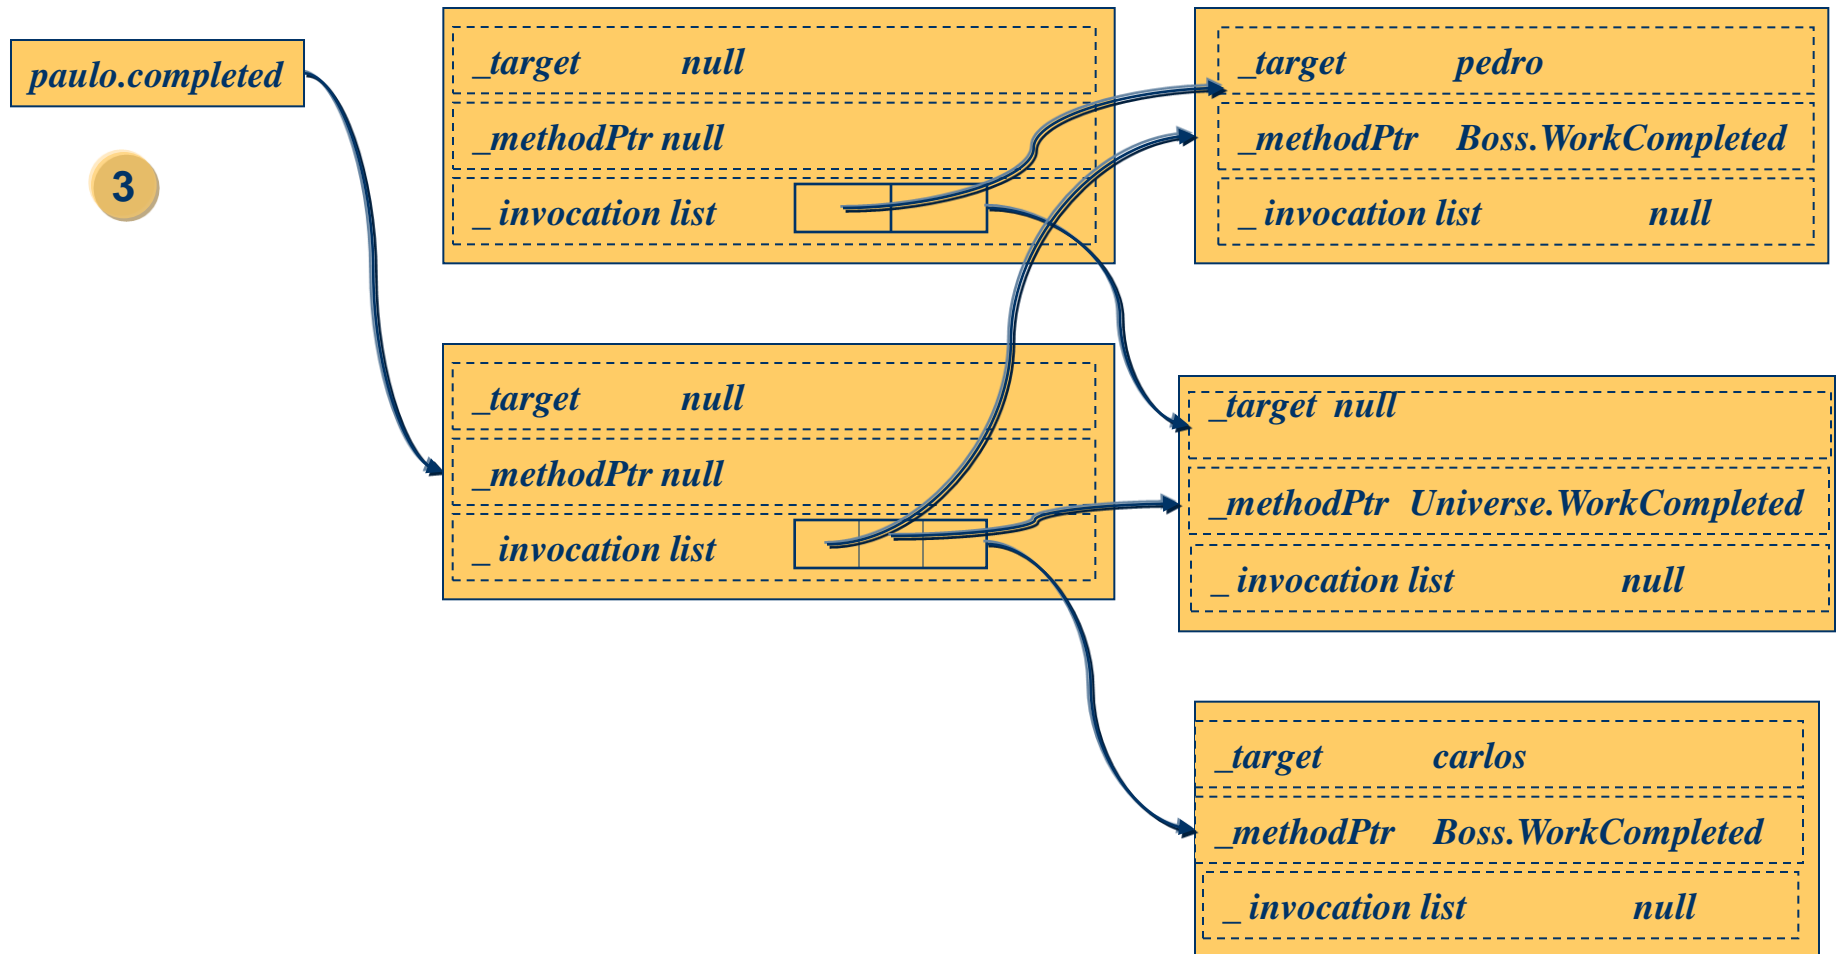 paulo.completed
3
_target null
_methodPtr null
_ invocation list
_target pedro
_methodPtr Boss.WorkCompleted
_ invocation list null
_target null
_methodPtr null
_ invocation list
_target null
_methodPtr Universe.WorkCompleted
_ invocation list null
_target carlos
_methodPtr Boss.WorkCompleted
_ invocation list null